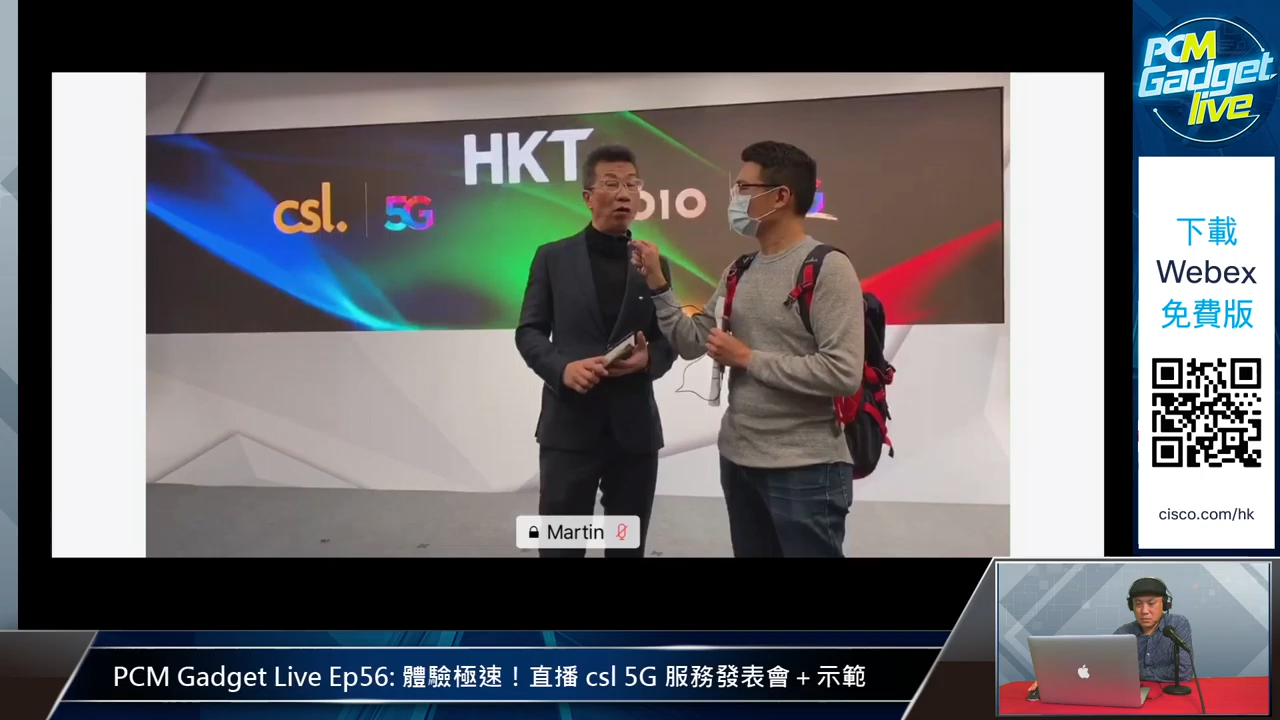 PCM
Gadget
live
HKT
csl.
5G
下載
Webex
免費版
cisco.com/hk
Martin
PCM Gadget Live Ep56: 體驗極速！直播 csl 5G 服務發表會 + 示範